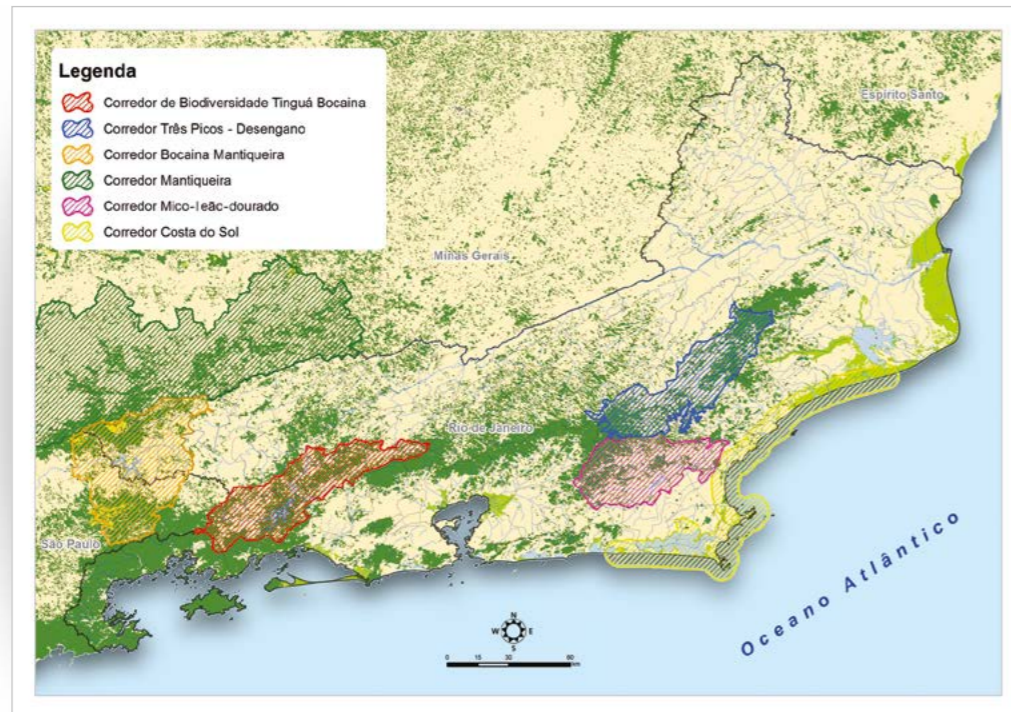 Legenda
Corredor de Biodiversidade Tinguá Bocaina
Corredor Três Picos - Desengano
Corredor Bocaina Mantiqueira
Corredor Mantiqueira
Corredor Mico-leão-dourado
Corredor Costa do Sol
Espírito Santo
Minas Gerais
Rio de Janeiro
São Paulo
Oceano Atlântico
N
W E
S
0 15 30 60
km